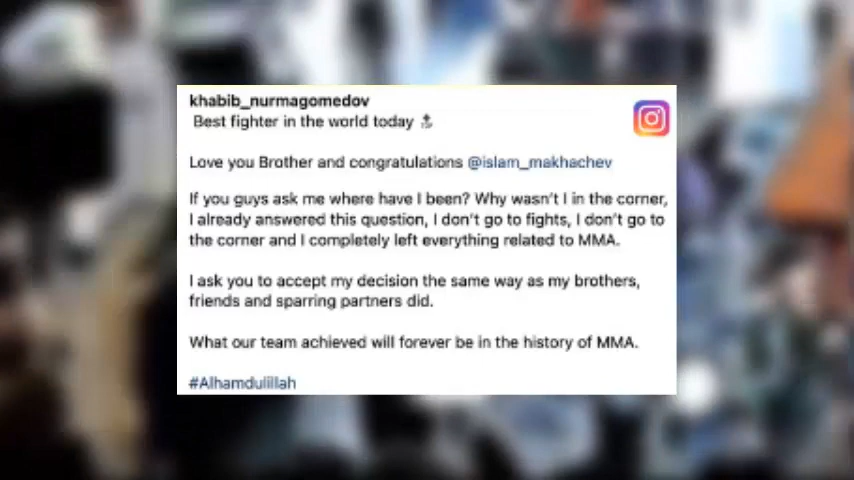 khabib_nurmagomedov
Best fighter in the world today
Love you Brother and congratulations @islam_makhachev
If you guys ask me where have I been? Why wasn't I in the corner,
I already answered this question, I don't go to fights, I don't go to
the corner and I completely left everything related to MMA.
I ask you to accept my decision the same way as my brothers,
friends and sparring partners did.
What our team achieved will forever be in the history of MMA.
#Alhamdulillah